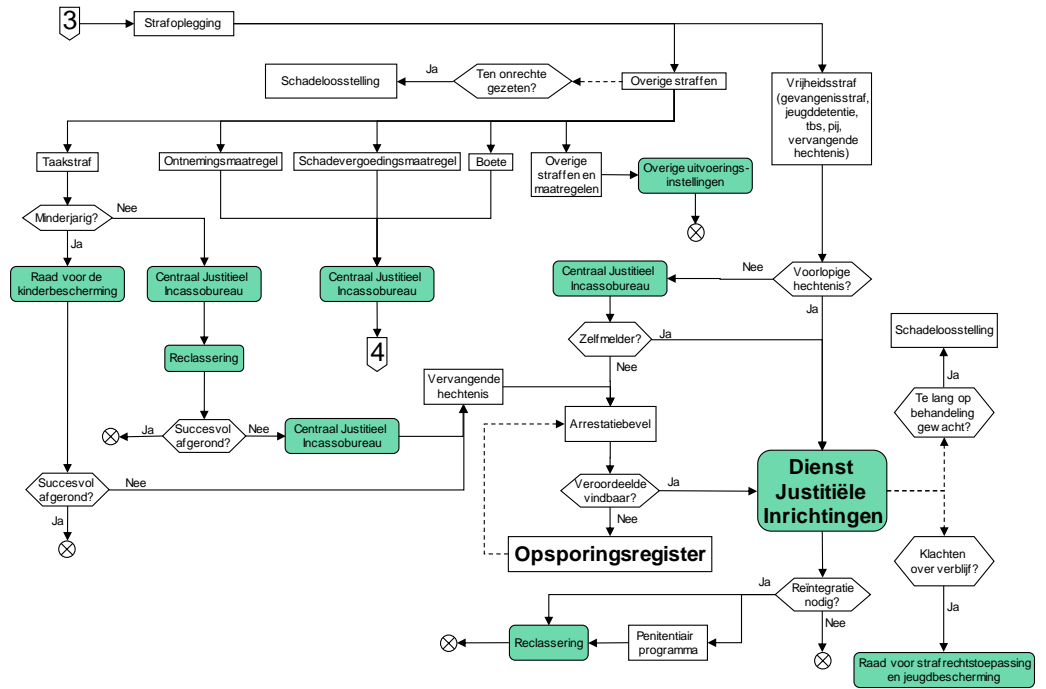 3
Strafoplegging
Schadeloosstelling
Ja
Ten onrechte
gezeten?
Overige straffen
Vrijheidsstraf
(gevangenisstraf,
jeugddetentie,
tbs, pij,
vervangende
hechtenis)
Taakstraf
Ontnemingsmaatregel
Schadevergoedingsmaatregel
Boete
Overige
straffen en
maatregelen
Overige uitvoerings-
instellingen
Minderjarig?
Nee
Ja
Raad voor de
kinderbescherming
Centraal Justitieel
Incassobureau
Centraal Justitieel
Incassobureau
Centraal Justitieel
Incassobureau
Nee
Voorlopige
hechtenis?
Ja
4
Zelfmelder?
Ja
Nee
Schadeloosstelling
Ja
Reclassering
Vervangende
hechtenis
Te lang op
behandeling
gewacht?
Arrestatiebevel
Ja
Succesvol
afgerond?
Nee
Centraal Justitieel
Incassobureau
Succesvol
afgerond?
Nee
Ja
Veroordeelde
vindbaar?
Ja
Nee
Dienst
Justitiële
Inrichtingen
Opsporingsregister
Klachten
over verblijf?
Ja
Ja
Reïntegratie
nodig?
Nee
Reclassering
Penitentiair
programma
Raad voor strafrechtstoepassing
en jeugdbescherming